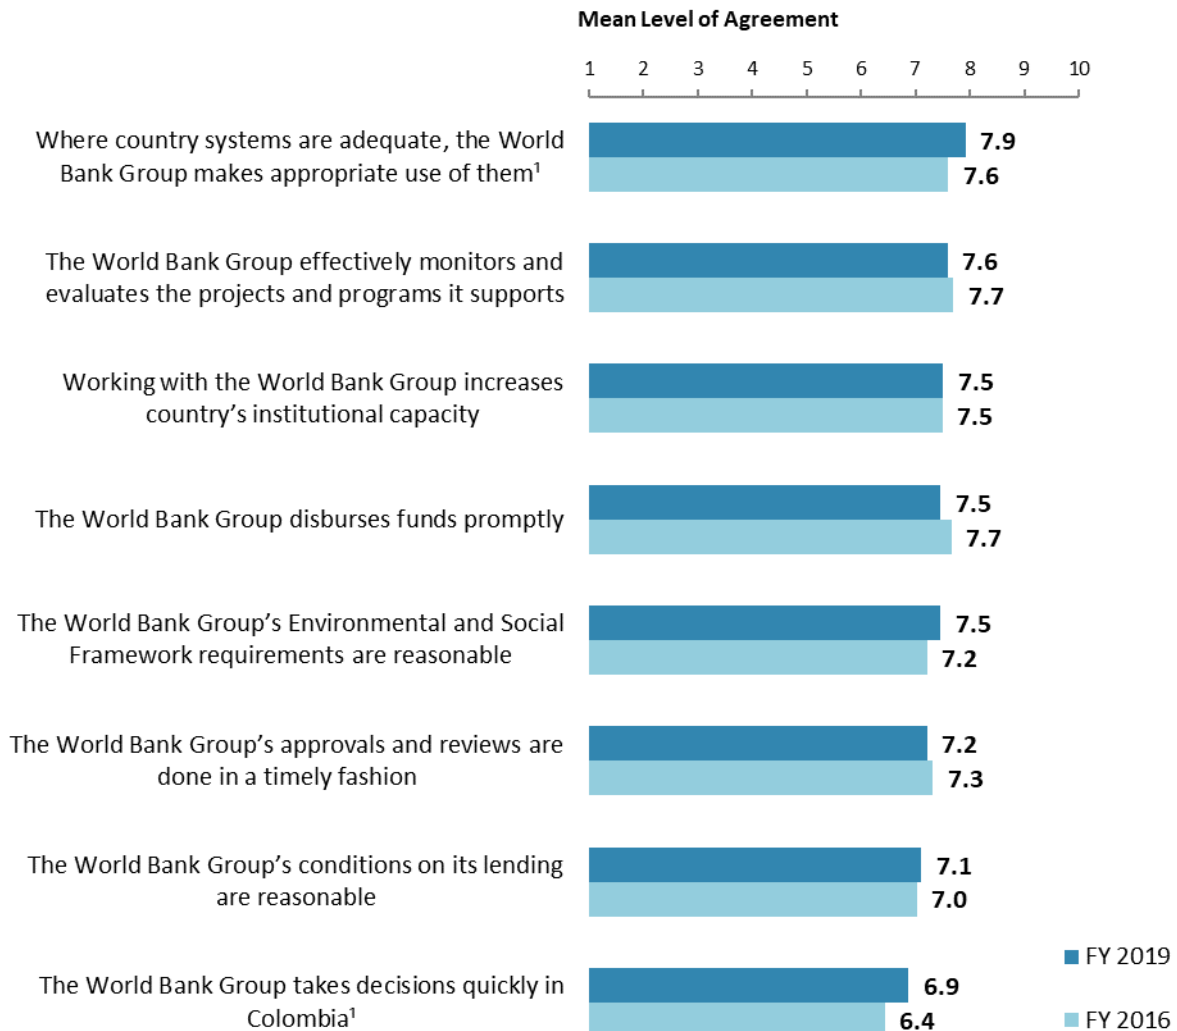 Mean Level of Agreement
1 2 3 4 5 6 7 8 9 10
Where country systems are adequate, the World
Bank Group makes appropriate use of them¹
7.9
7.6
The World Bank Group effectively monitors and
evaluates the projects and programs it supports
7.6
7.7
Working with the World Bank Group increases
country’s institutional capacity
7.5
7.5
The World Bank Group disburses funds promptly
7.5
7.7
The World Bank Group’s Environmental and Social
Framework requirements are reasonable
7.5
7.2
The World Bank Group’s approvals and reviews are
done in a timely fashion
7.2
7.3
The World Bank Group’s conditions on its lending
are reasonable
7.1
7.0
The World Bank Group takes decisions quickly in
Colombia¹
6.9
6.4
FY 2019
FY 2016